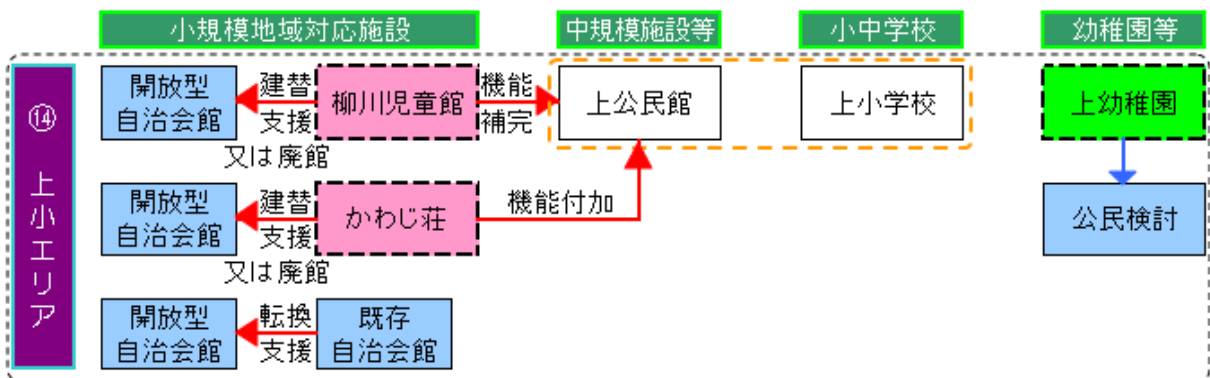 小規模地域対応施設
中規模施設等
小中学校
幼稚園等
⑭ 上小エリア
開放型
自治会館
建替
支援
又は廃館
柳川児童館
機能
補完
上公民館
上小学校
上幼稚園
開放型
自治会館
建替
支援
又は廃館
かわじ荘
機能付加
公民検討
開放型
自治会館
転換
支援
既存
自治会館